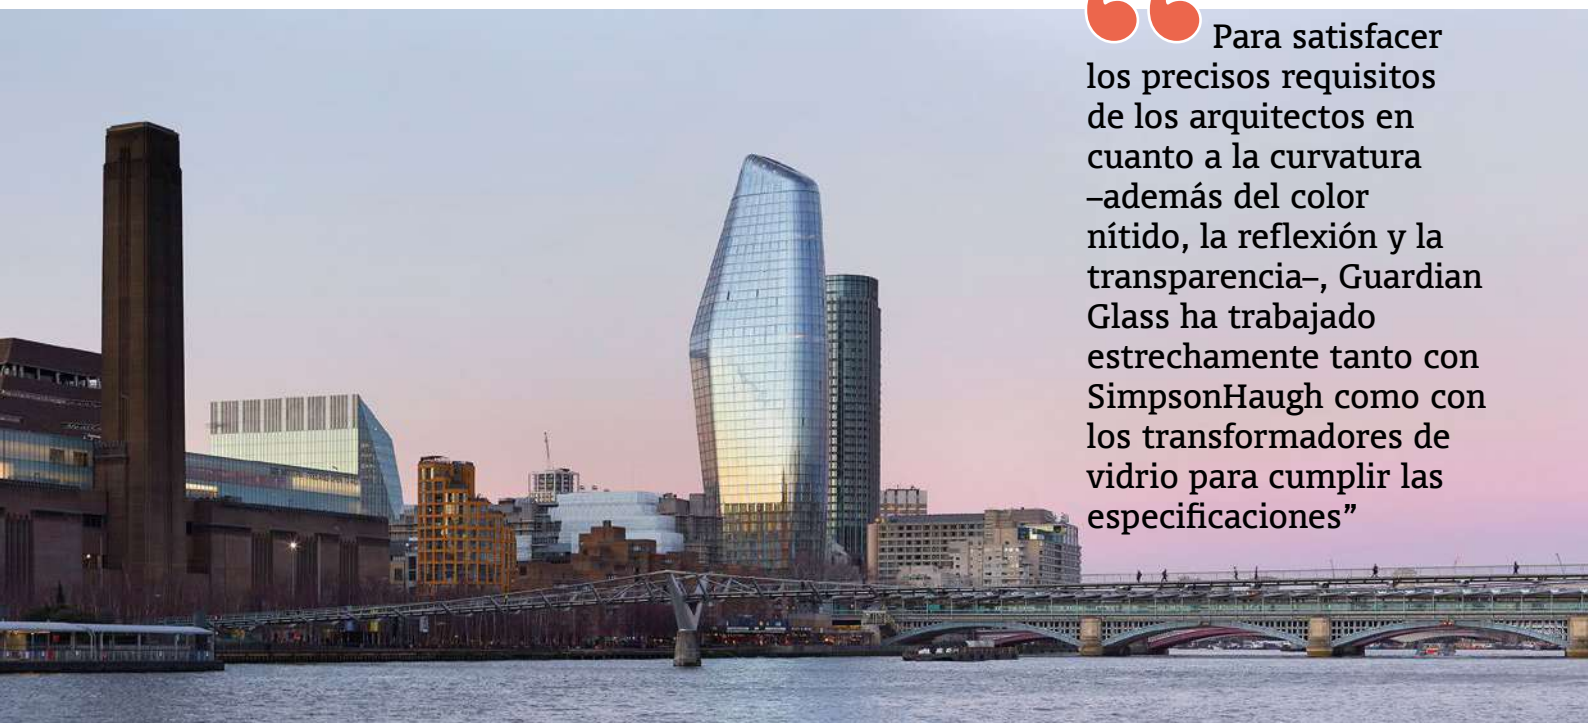 Para satisfacer
los precisos requisitos
de los arquitectos en
cuanto a la curvatura
–además del color
nítido, la reflexión y la
transparencia–, Guardian
Glass ha trabajado
estrechamente tanto con
SimpsonHaugh como con
los transformadores de
vidrio para cumplir las
especificaciones”